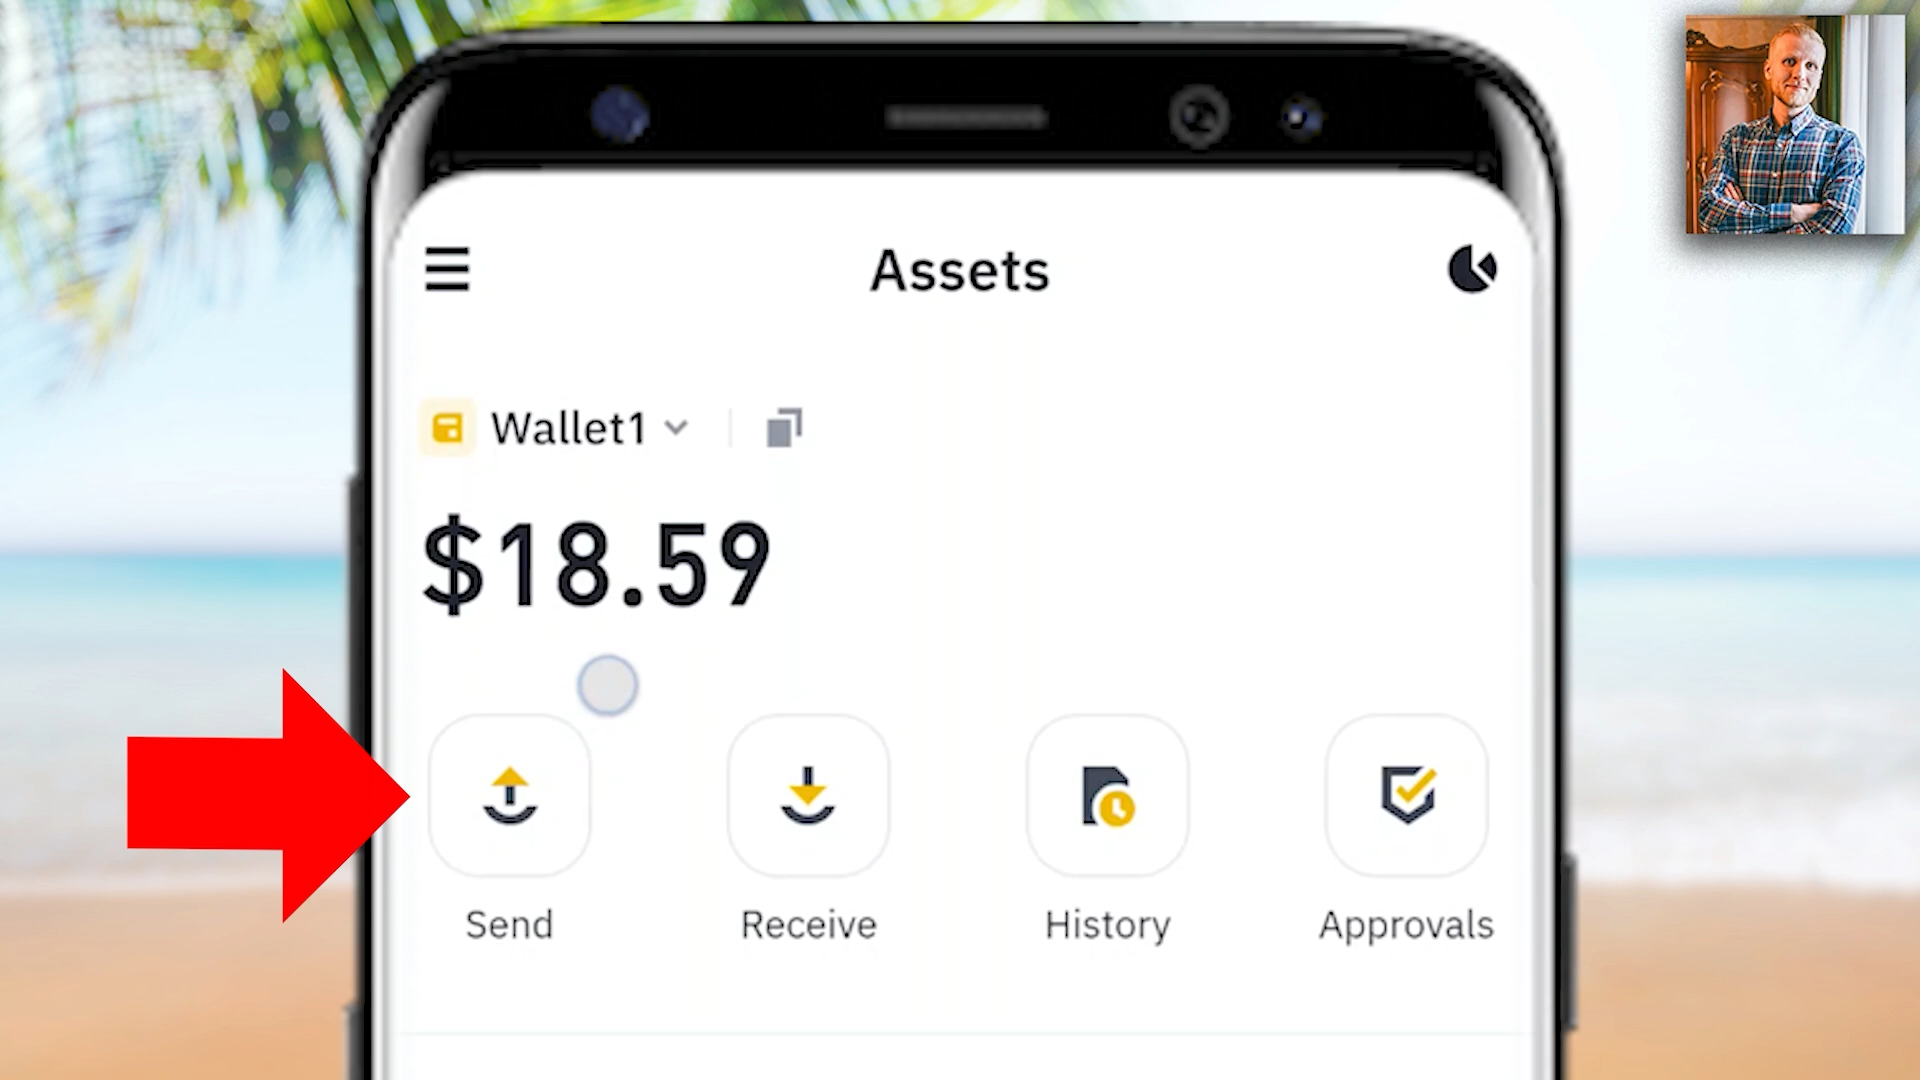 Assets
Wallet1
$18.59
Send Receive History Approvals